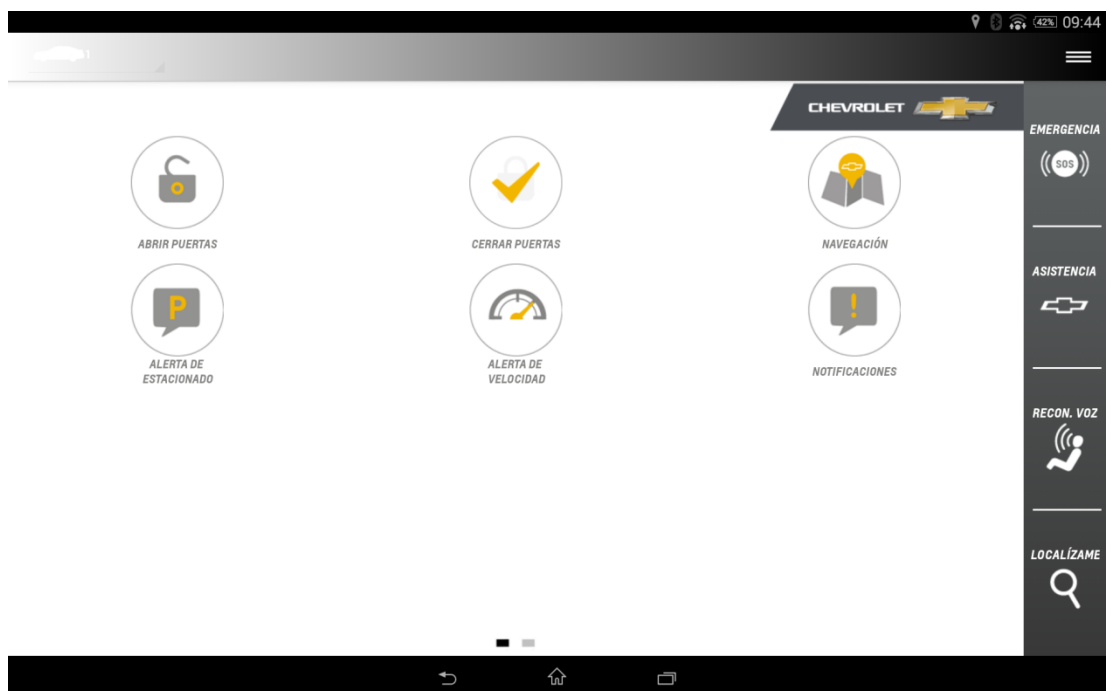 42% 09:44
1
CHEVROLET
EMERGENCIA
SOS
ABRIR PUERTAS
CERRAR PUERTAS
NAVEGACIÓN
ASISTENCIA
P
!
ALERTA DE
ESTACIONADO
ALERTA DE
VELOCIDAD
NOTIFICACIONES
RECON. VOZ
LOCALÍZAME